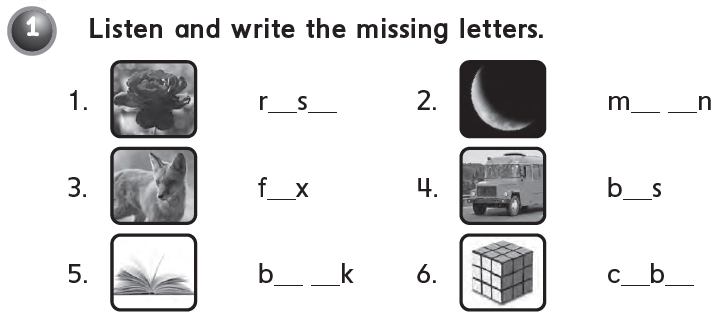 1 Listen and write the missing letters.
1. r__s__ 2. m__ __n
3. f__x 4. b__s
5. b__ __k 6. c__b__